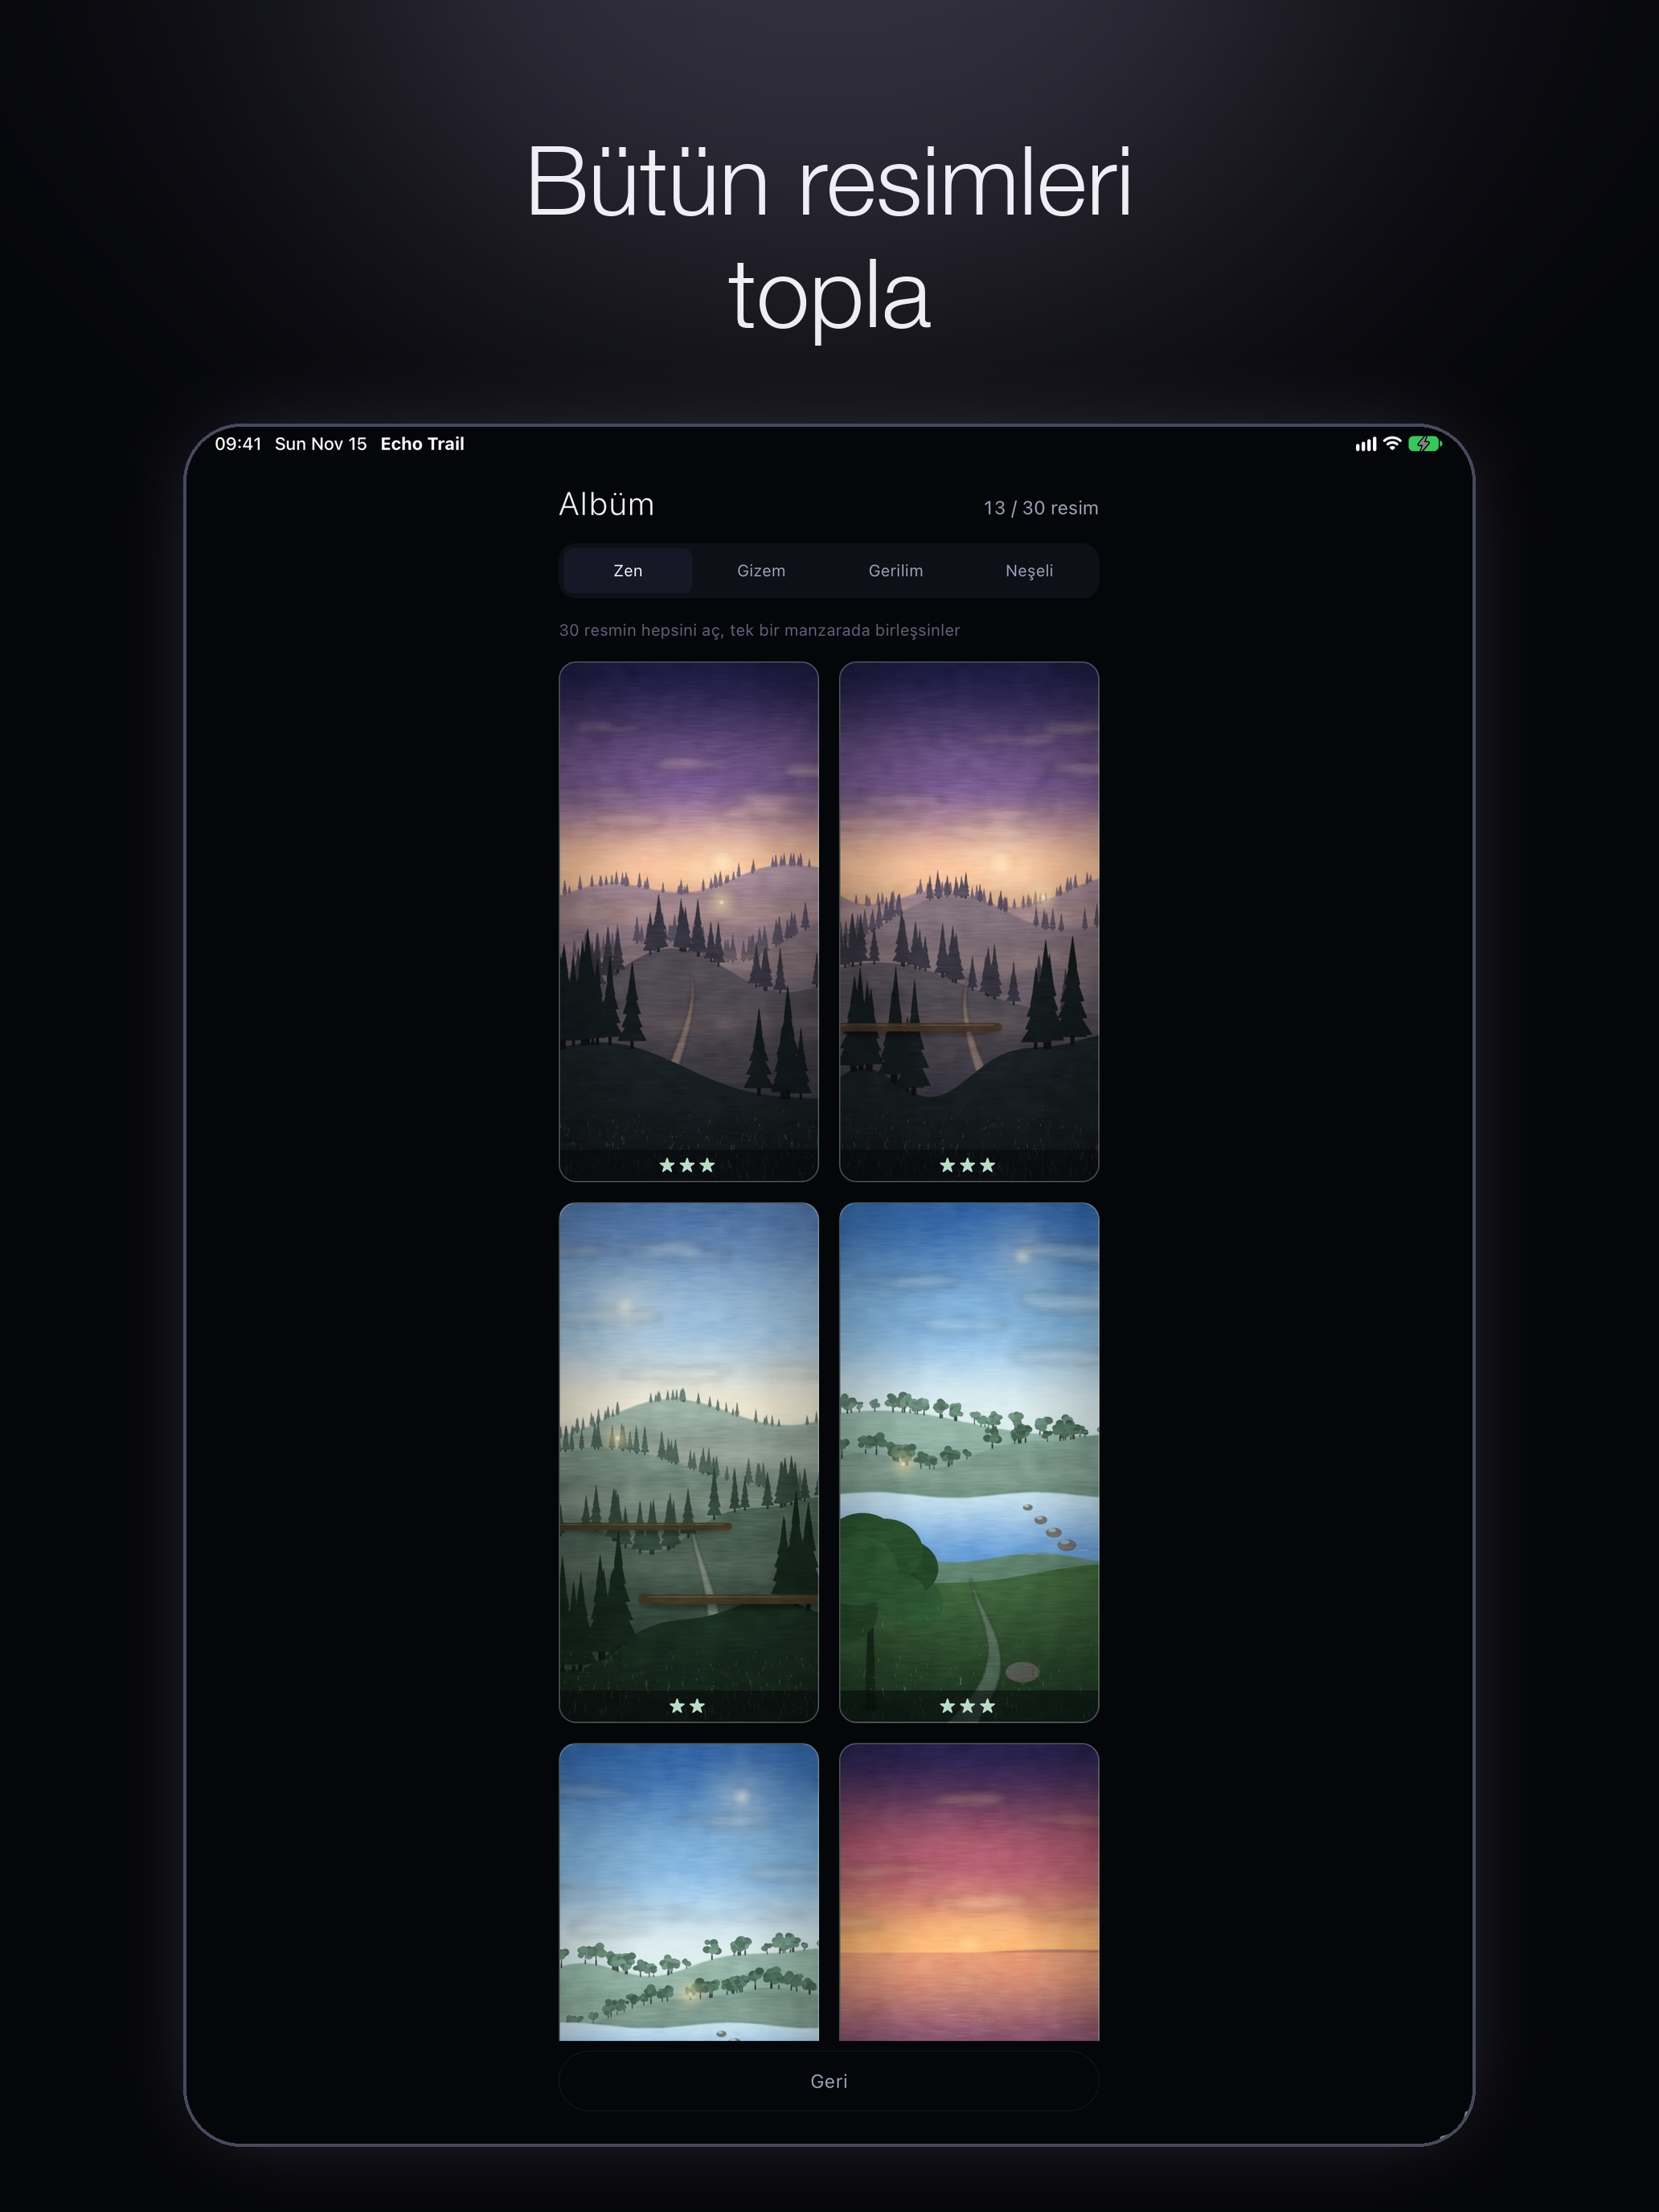 Bütün resimleri
topla
09:41 Sun Nov 15 Echo Trail
Albüm
13 / 30 resim
Zen Gizem Gerilim Neşeli
30 resmin hepsini aç, tek bir manzarada birleşsinler
Geri